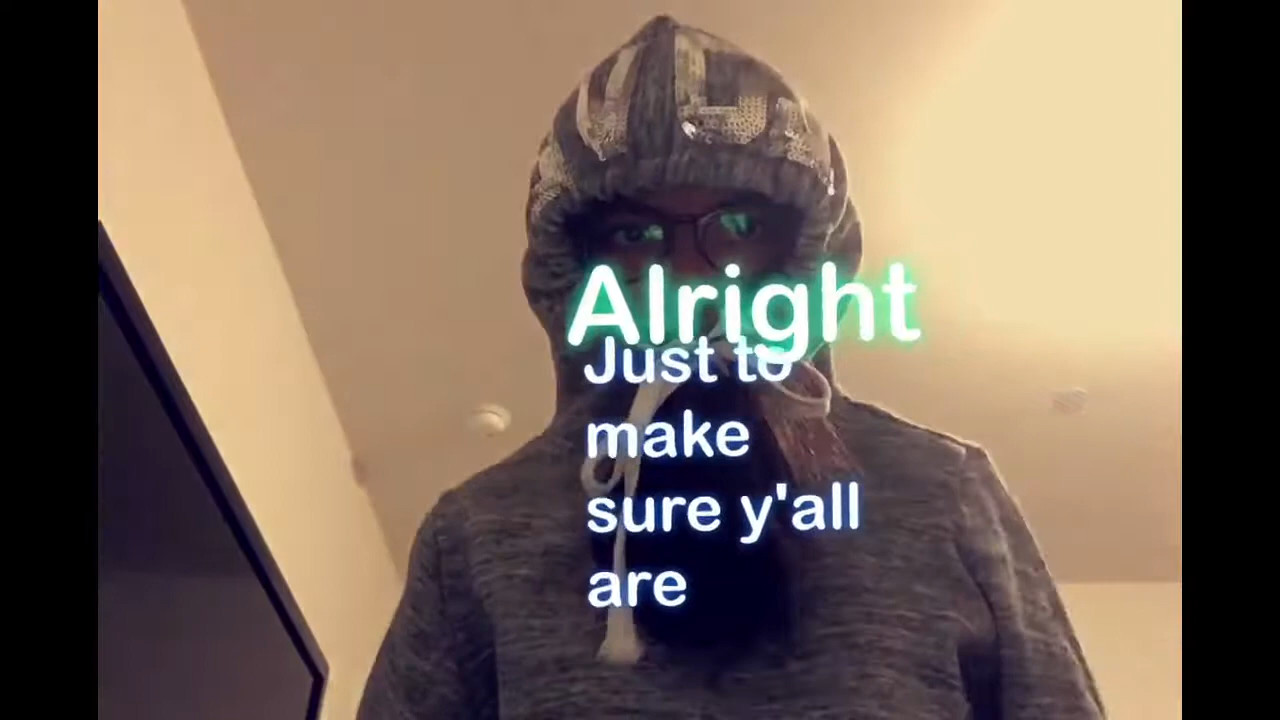 Alright
Just to
make
sure y'all
are